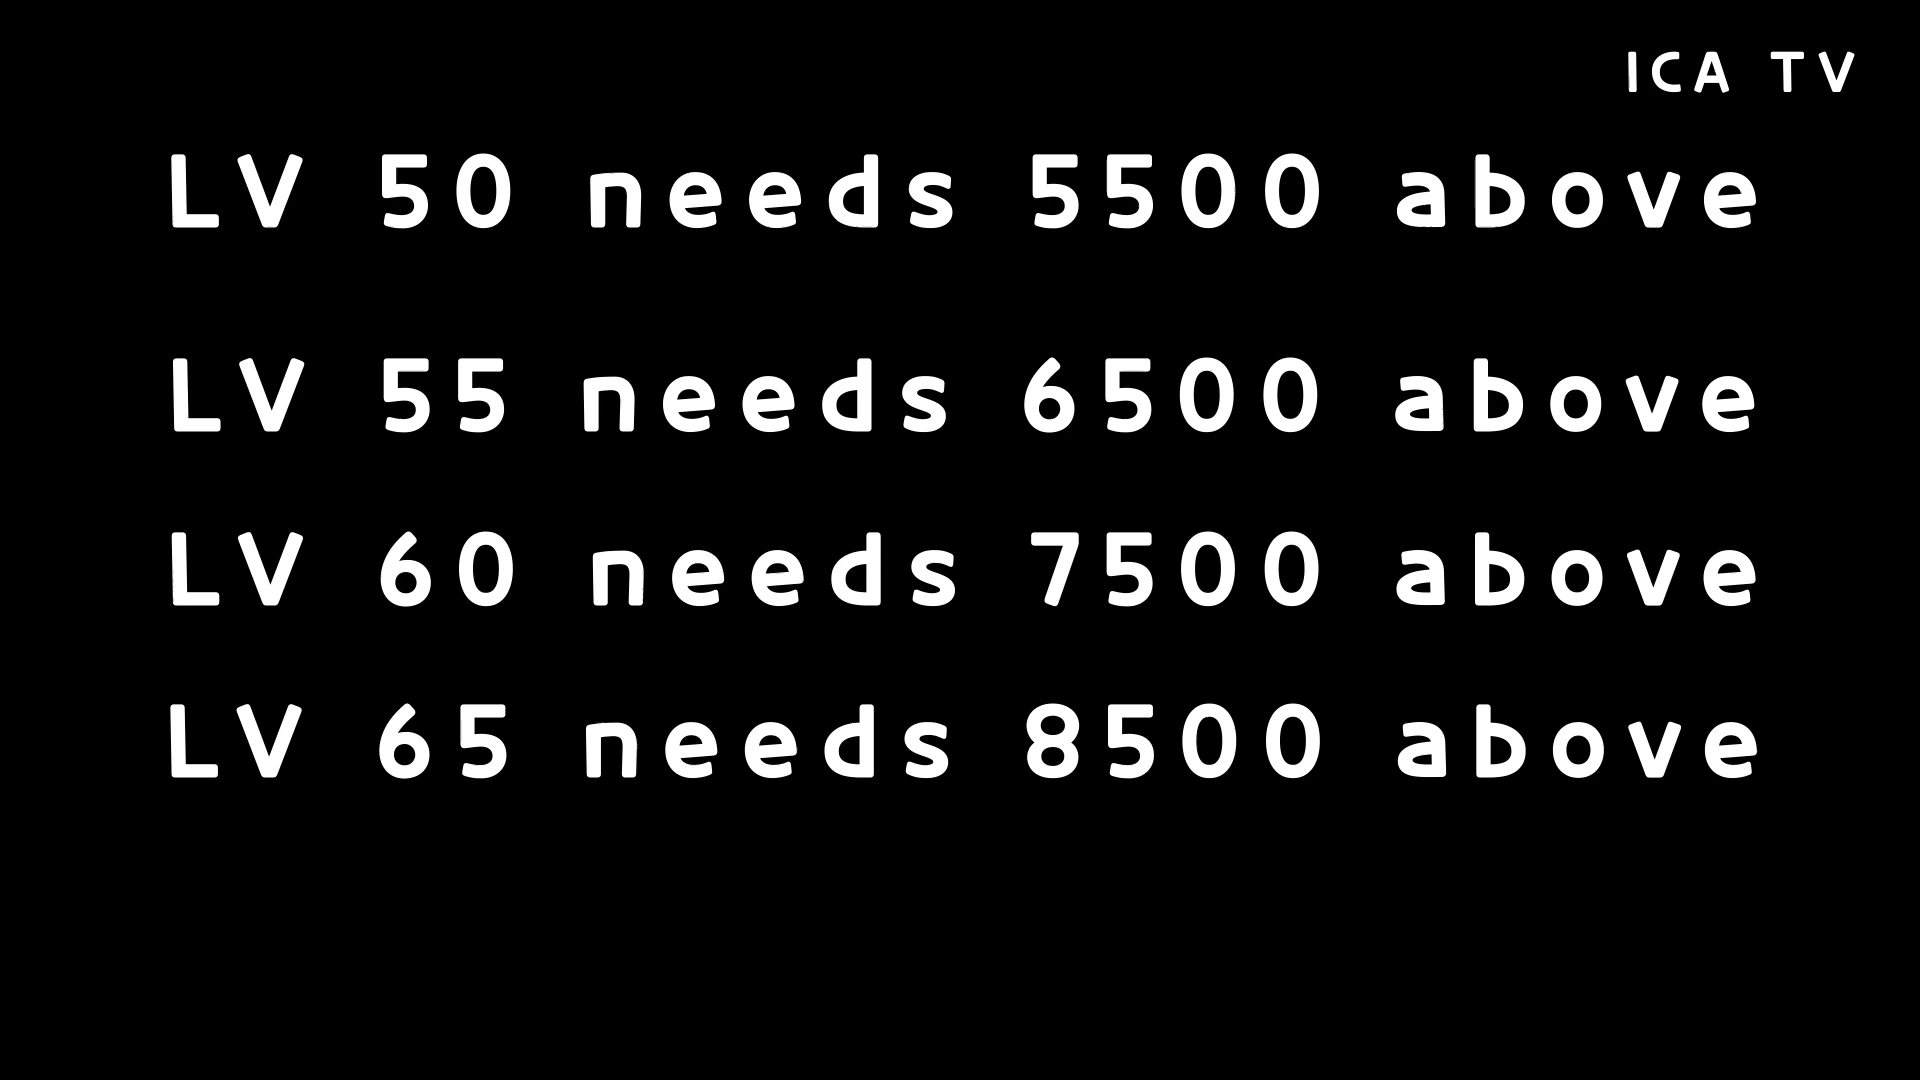 ICA TV
LV 50 needs 5500 above
LV 55 needs 6500 above
LV 60 needs 7500 above
LV 65 needs 8500 above